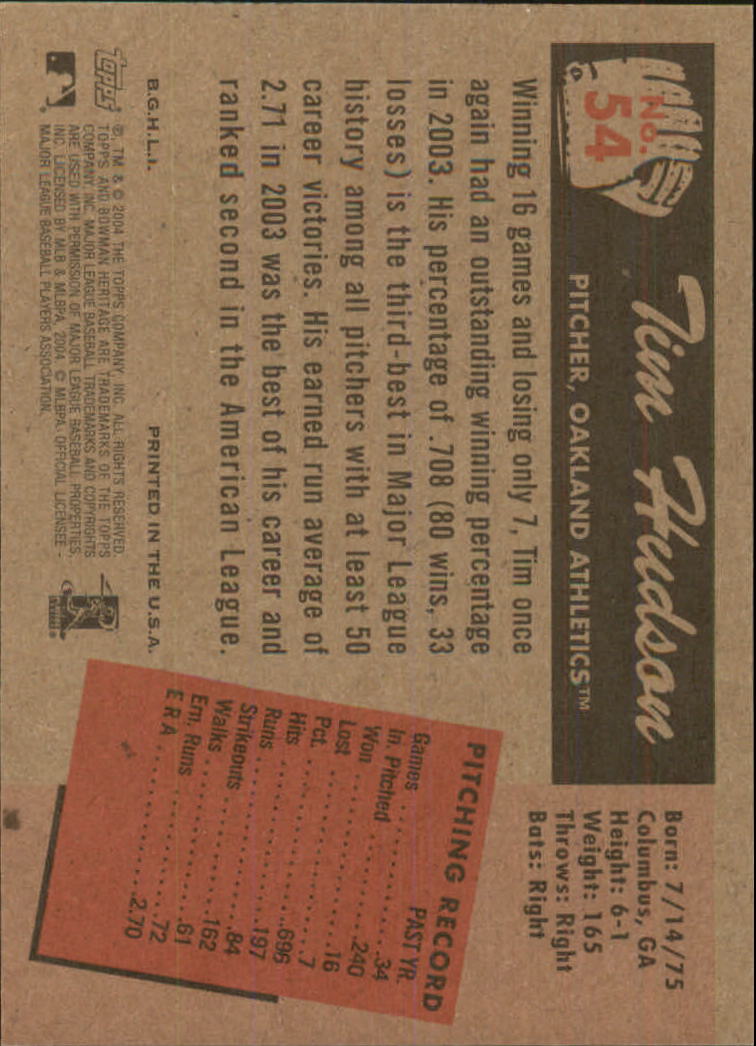 No.
54
Tim Hudson
PITCHER, OAKLAND ATHLETICS™
Born: 7/14/75
Columbus, GA
Height: 6-1
Weight: 165
Throws: Right
Bats: Right
Winning 16 games and losing only 7, Tim once
again had an outstanding winning percentage
in 2003. His percentage of .708 (80 wins, 33
losses) is the third-best in Major League
history among all pitchers with at least 50
career victories. His earned run average of
2.71 in 2003 was the best of his career and
ranked second in the American League.
PITCHING RECORD
PAST YR.
Games ..........34
In. Pitched ..........240
Won ..........16
Lost ..........7
Pct. ..........696
Hits ..........197
Runs ..........84
Strikeouts ..........162
Walks ..........61
Ern. Runs ..........72
E R A ..........2.70
B.G.H.L.I. PRINTED IN THE U.S.A.
Topps
®, TM & © 2004 THE TOPPS COMPANY, INC. ALL RIGHTS RESERVED.
TOPPS AND BOWMAN HERITAGE ARE TRADEMARKS OF THE TOPPS
COMPANY, INC. MAJOR LEAGUE BASEBALL TRADEMARKS AND COPYRIGHTS
ARE USED WITH PERMISSION OF MAJOR LEAGUE BASEBALL PROPERTIES,
INC. LICENSED BY MLB & MLBPA. 2004 © MLBPA. OFFICIAL LICENSEE -
MAJOR LEAGUE BASEBALL PLAYERS ASSOCIATION.